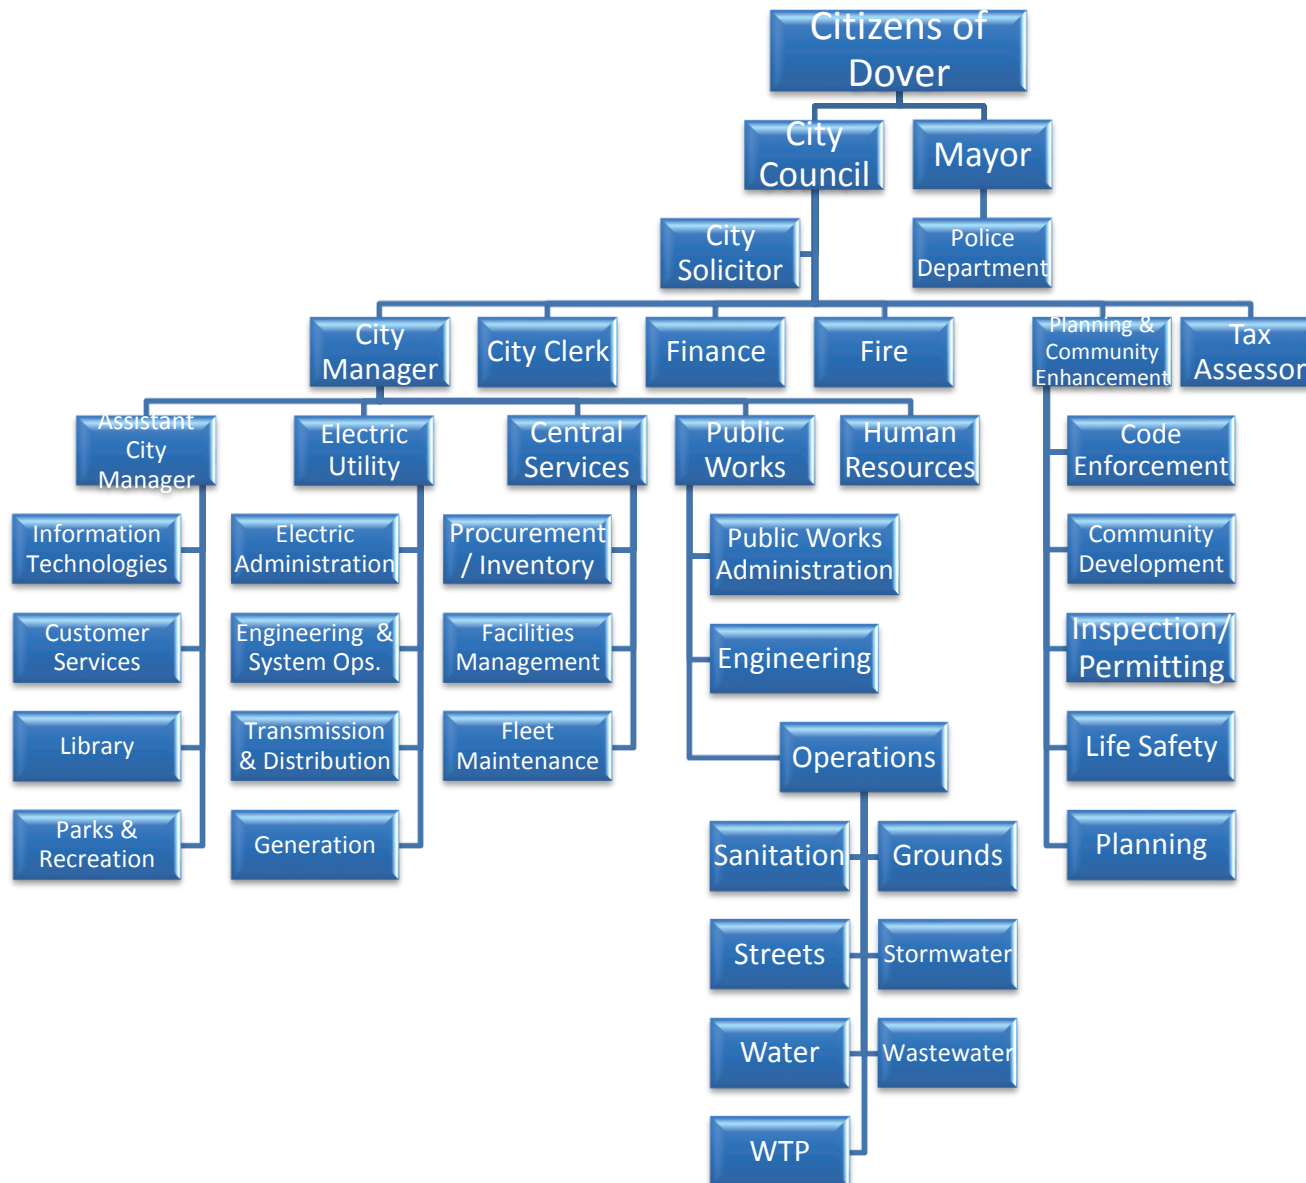 Citizens of
Dover
City
Council
Mayor
City
Solicitor
Police
Department
City
Manager
City Clerk
Finance
Fire
Planning &
Community
Enhancement
Tax
Assessor
Assistant
City
Manager
Electric
Utility
Central
Services
Public
Works
Human
Resources
Code
Enforcement
Information
Technologies
Electric
Administration
Procurement
/ Inventory
Public Works
Administration
Community
Development
Customer
Services
Engineering &
System Ops.
Facilities
Management
Engineering
Inspection/
Permitting
Library
Transmission
& Distribution
Fleet
Maintenance
Operations
Life Safety
Parks &
Recreation
Generation
Sanitation
Grounds
Planning
Streets
Stormwater
Water
Wastewater
WTP